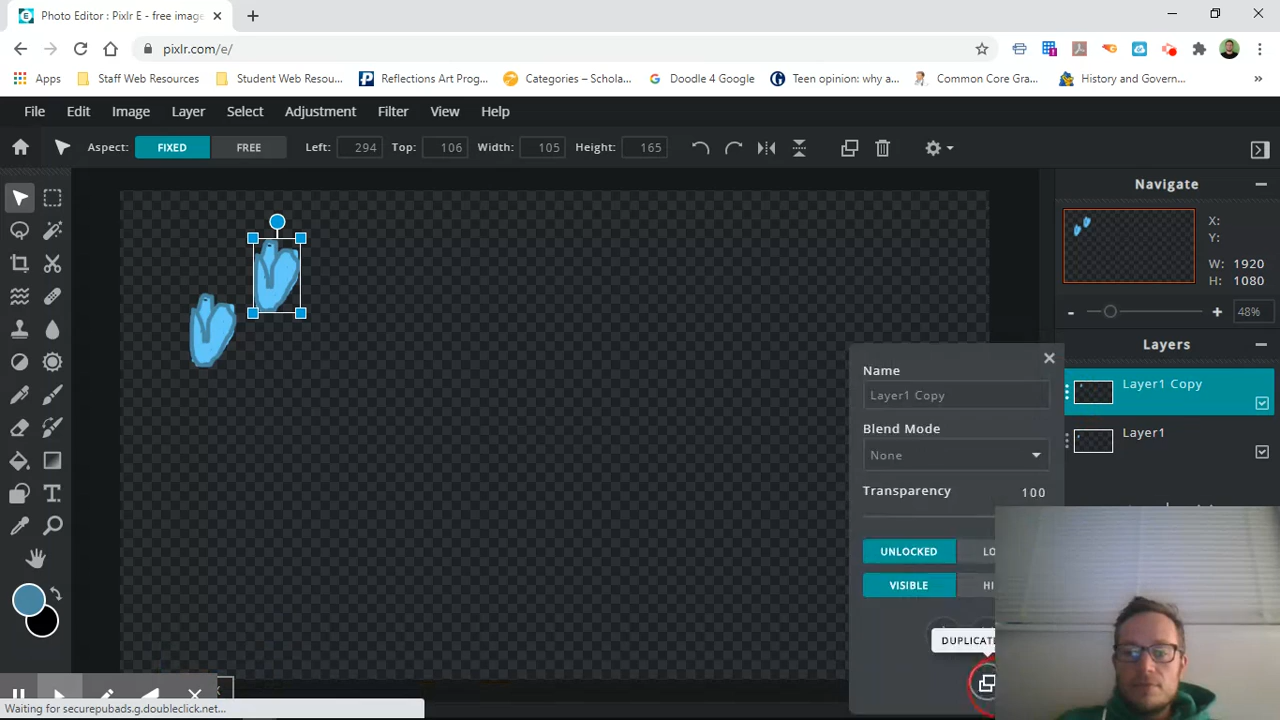 Photo Editor : Pixlr E - free image
pixlr.com/e/
Apps
Staff Web Resources
Student Web Resou...
Reflections Art Prog...
Categories – Schola...
Doodle 4 Google
Teen opinion: why a...
Common Core Gra...
History and Govern...
»
File
Edit
Image
Layer
Select
Adjustment
Filter
View
Help
Aspect:
FIXED
FREE
Left:
294
Top:
106
Width:
105
Height:
165
Navigate
X:
Y:
W: 1920
H: 1080
48%
Layers
Layer1 Copy
Layer1
Name
Layer1 Copy
Blend Mode
None
Transparency
100
UNLOCKED
LO
VISIBLE
HI
DUPLICATE
Waiting for securepubads.g.doubleclick.net...